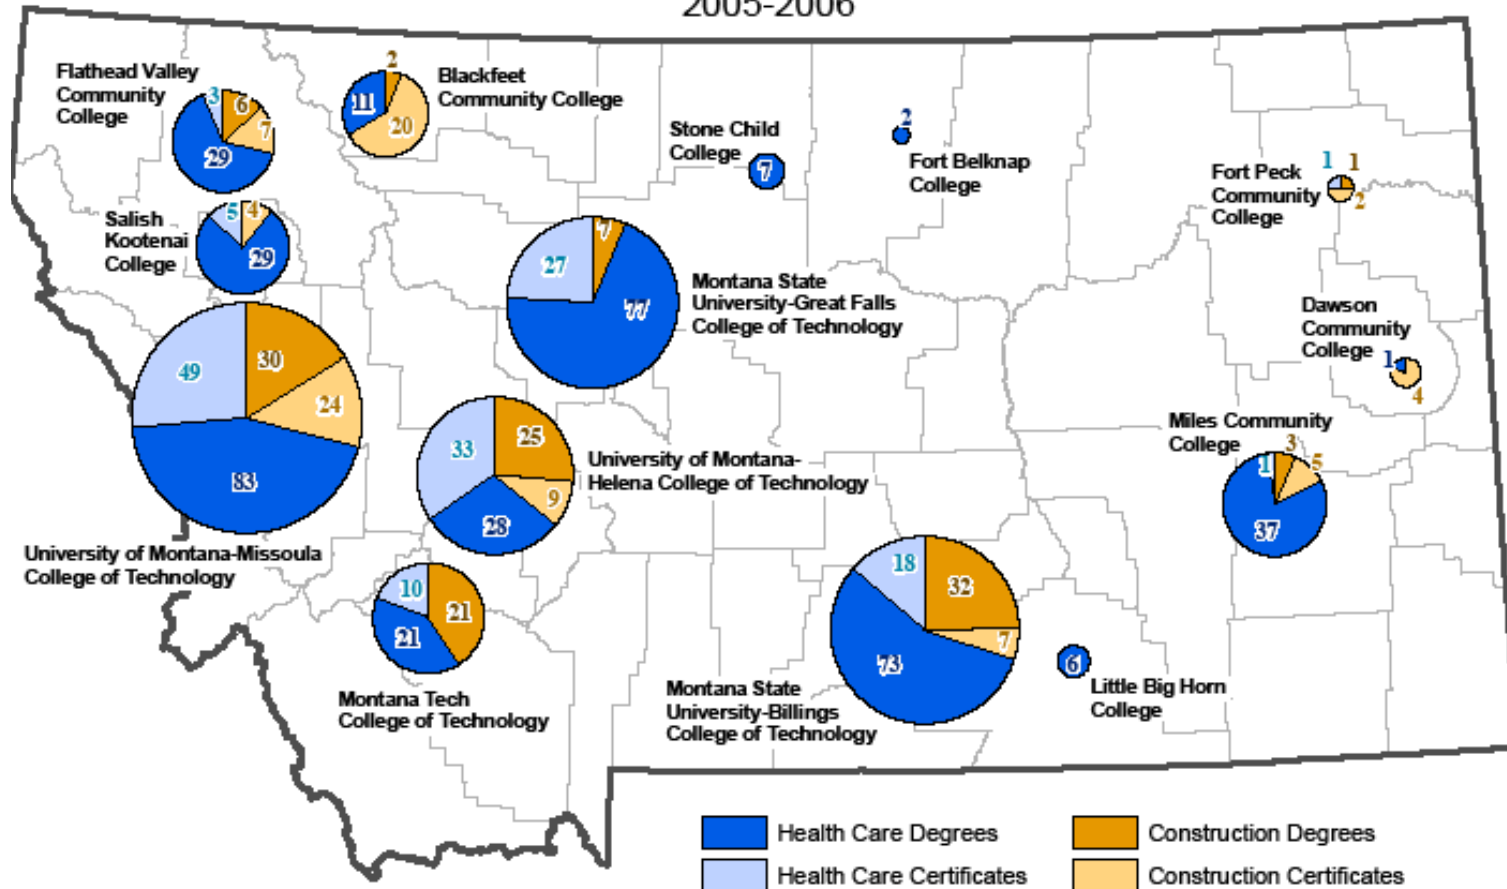 2005-2006
Flathead Valley
Community
College
3
6
7
29
2
Blackfeet
Community College
11
20
Stone Child
College
7
2
Fort Belknap
College
1
1
Fort Peck
Community
College
2
Salish
Kootenai
College
5
4
29
27
7
77
Montana State
University-Great Falls
College of Technology
Dawson
Community
College
1
4
49
30
24
83
University of Montana-Missoula
College of Technology
33
25
9
28
University of Montana-
Helena College of Technology
Miles Community
College
1
3
5
37
10
21
21
Montana Tech
College of Technology
18
32
7
73
Montana State
University-Billings
College of Technology
6
Little Big Horn
College
Health Care Degrees
Construction Degrees
Health Care Certificates
Construction Certificates